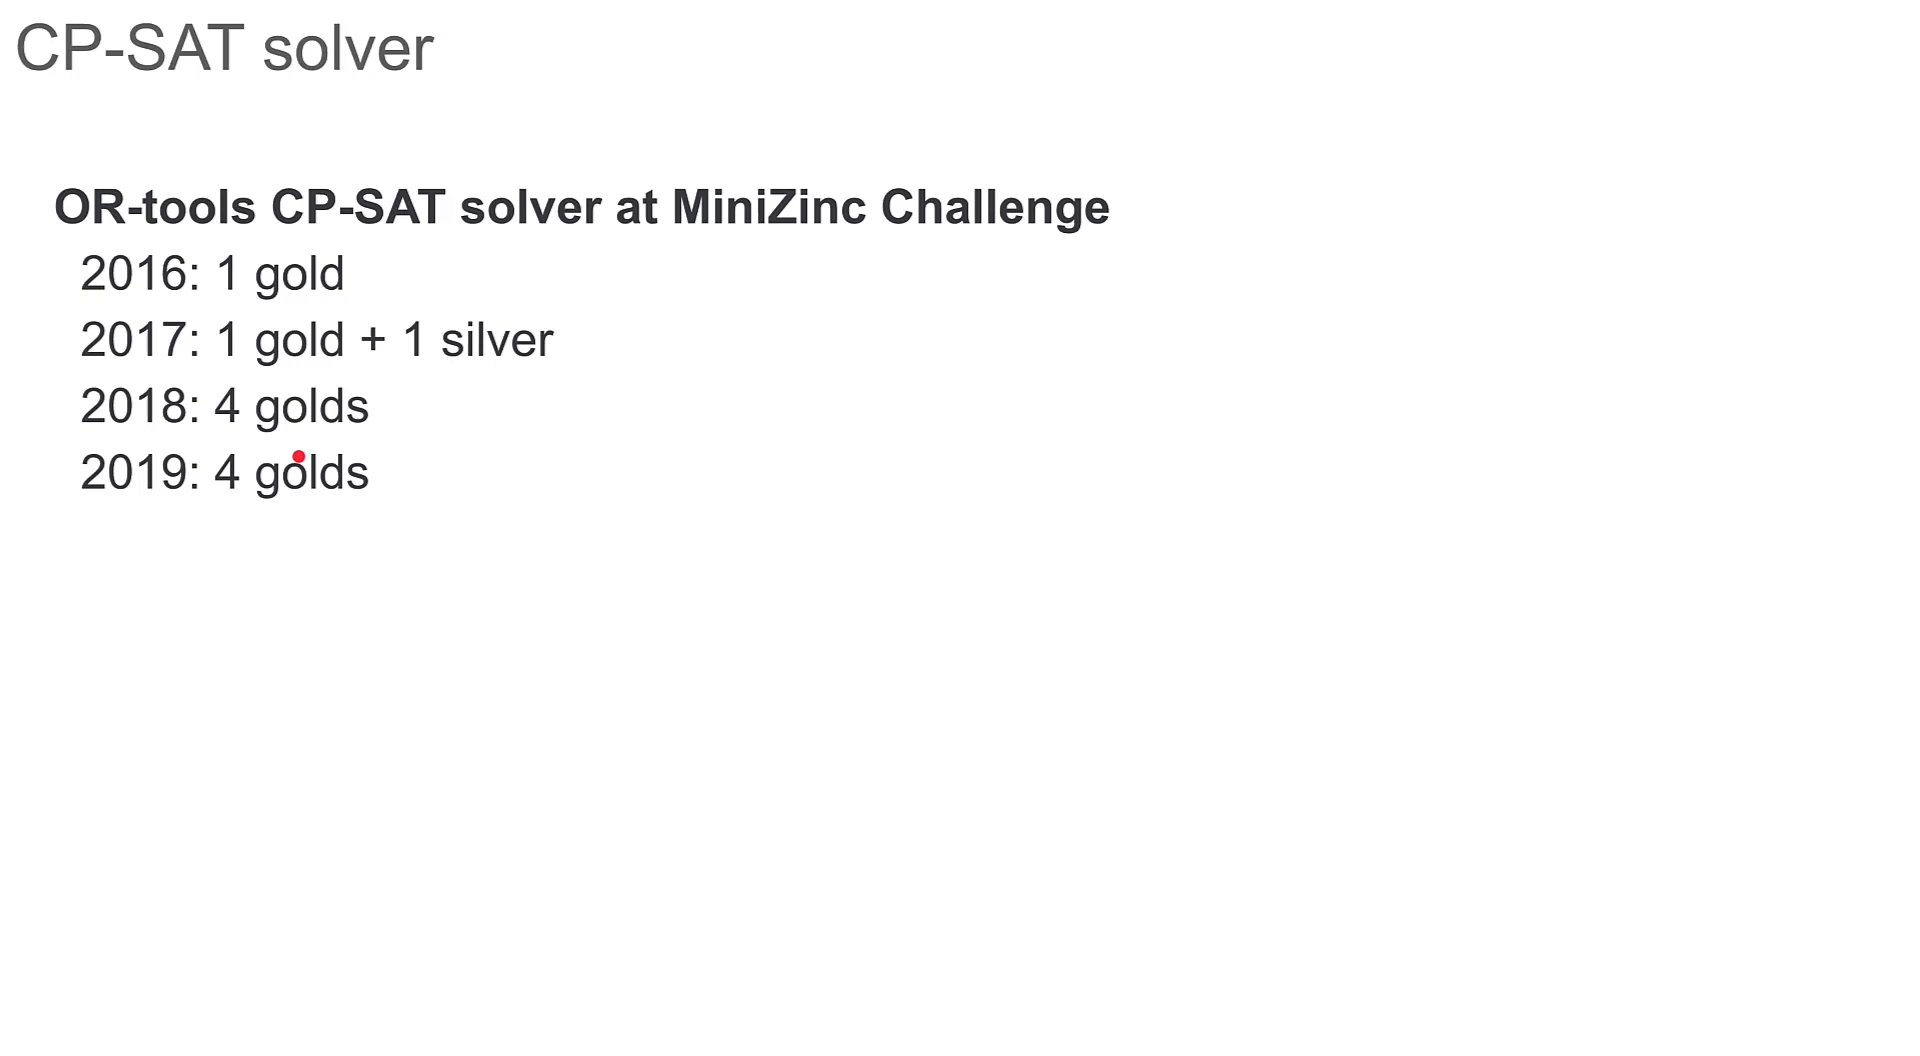 CP-SAT solver
OR-tools CP-SAT solver at MiniZinc Challenge
2016: 1 gold
2017: 1 gold + 1 silver
2018: 4 golds
2019: 4 golds